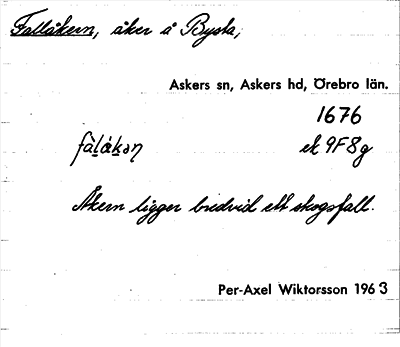 Fallåkern, åker å Bysta,
Askers sn, Askers hd, Örebro län.
1676
fàḷåkəṇ ek 9F8g
Åkern ligger bredvid ett skogsfall.
Per-Axel Wiktorsson 1963